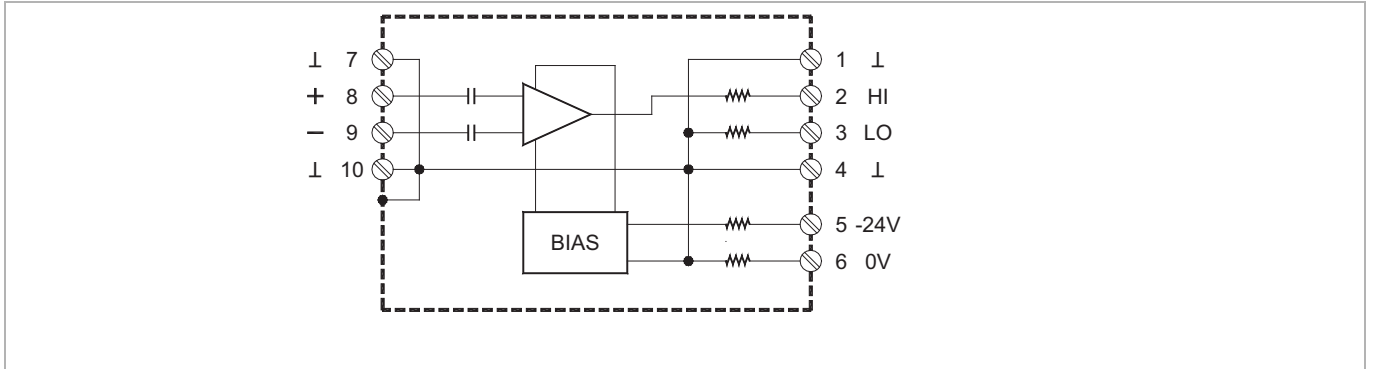 ⊥ 7
+ 8
− 9
⊥ 10
BIAS
1 ⊥
2 HI
3 LO
4 ⊥
5 -24V
6 0V